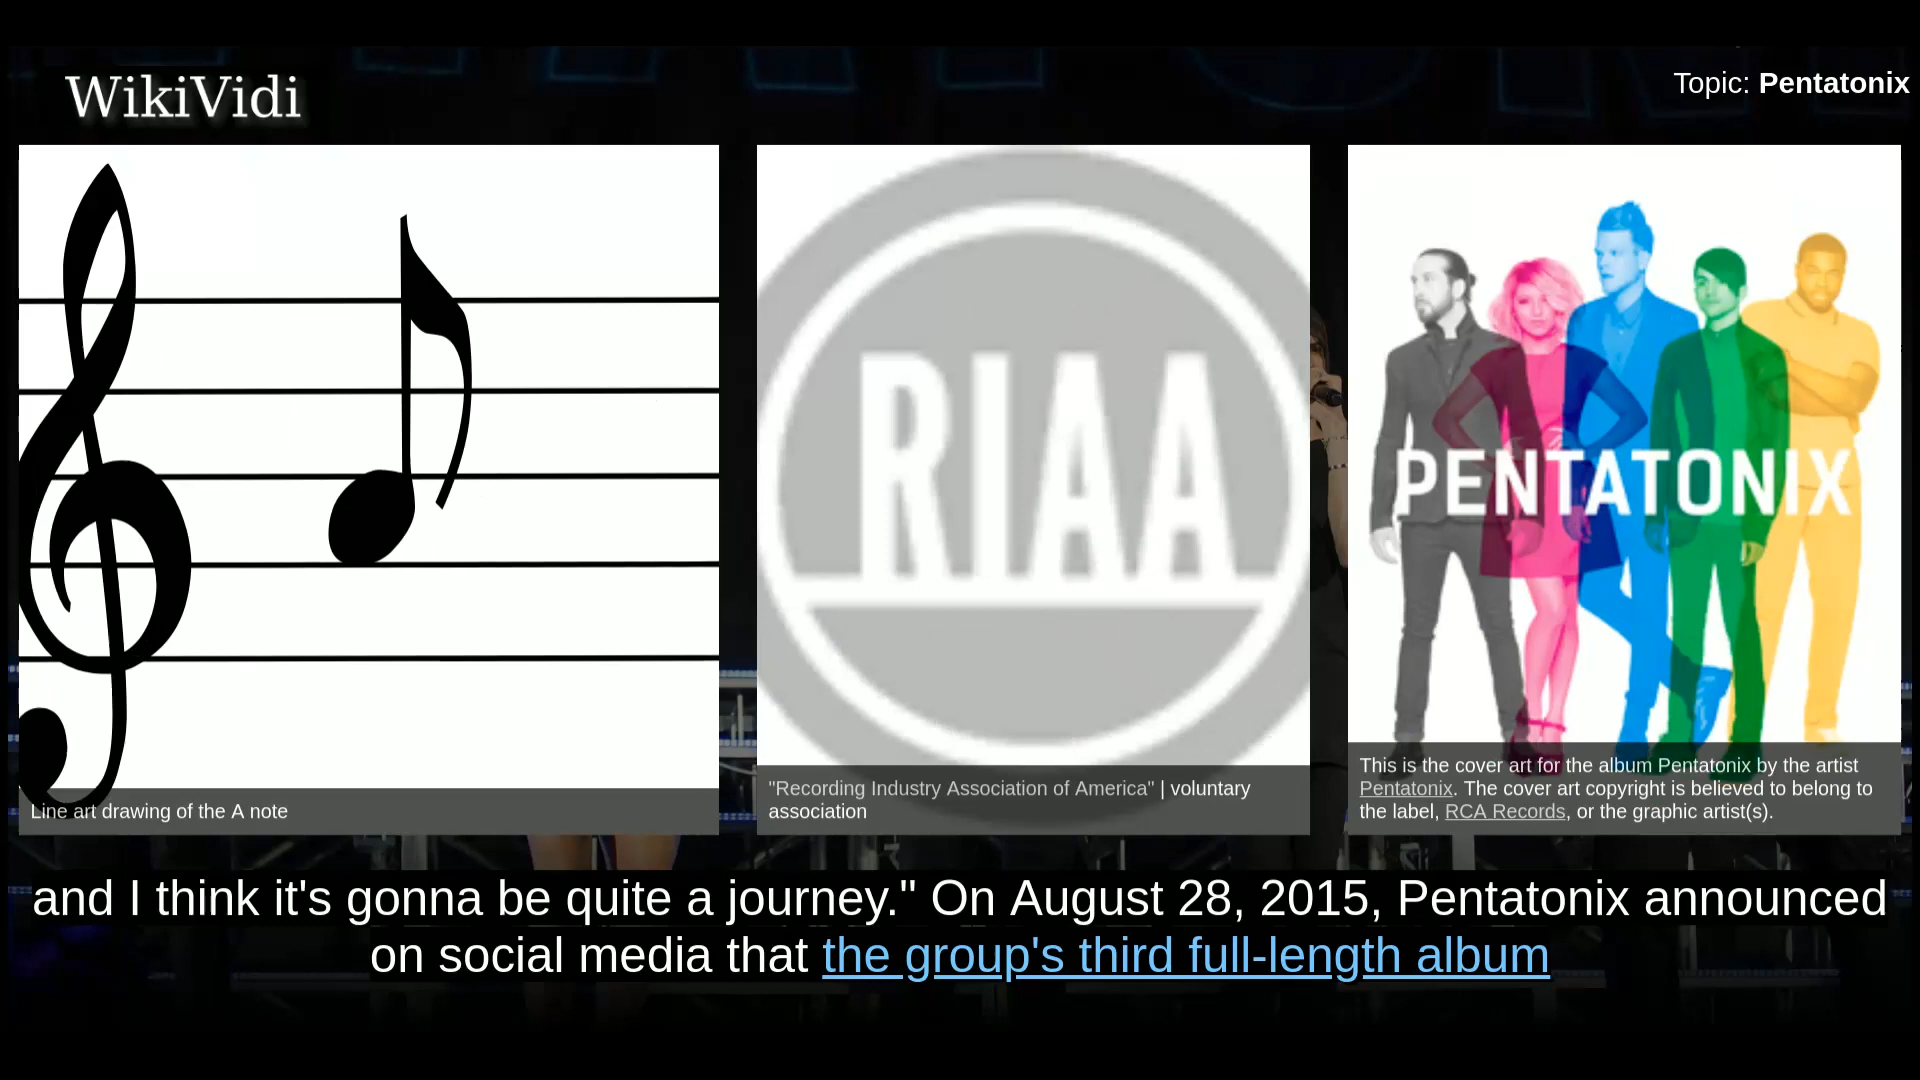 WikiVidi
Topic: Pentatonix
RIAA
PENTATONIX
Line art drawing of the A note
"Recording Industry Association of America" | voluntary
association
This is the cover art for the album Pentatonix by the artist
Pentatonix. The cover art copyright is believed to belong to
the label, RCA Records, or the graphic artist(s).
and I think it's gonna be quite a journey." On August 28, 2015, Pentatonix announced
on social media that the group's third full-length album